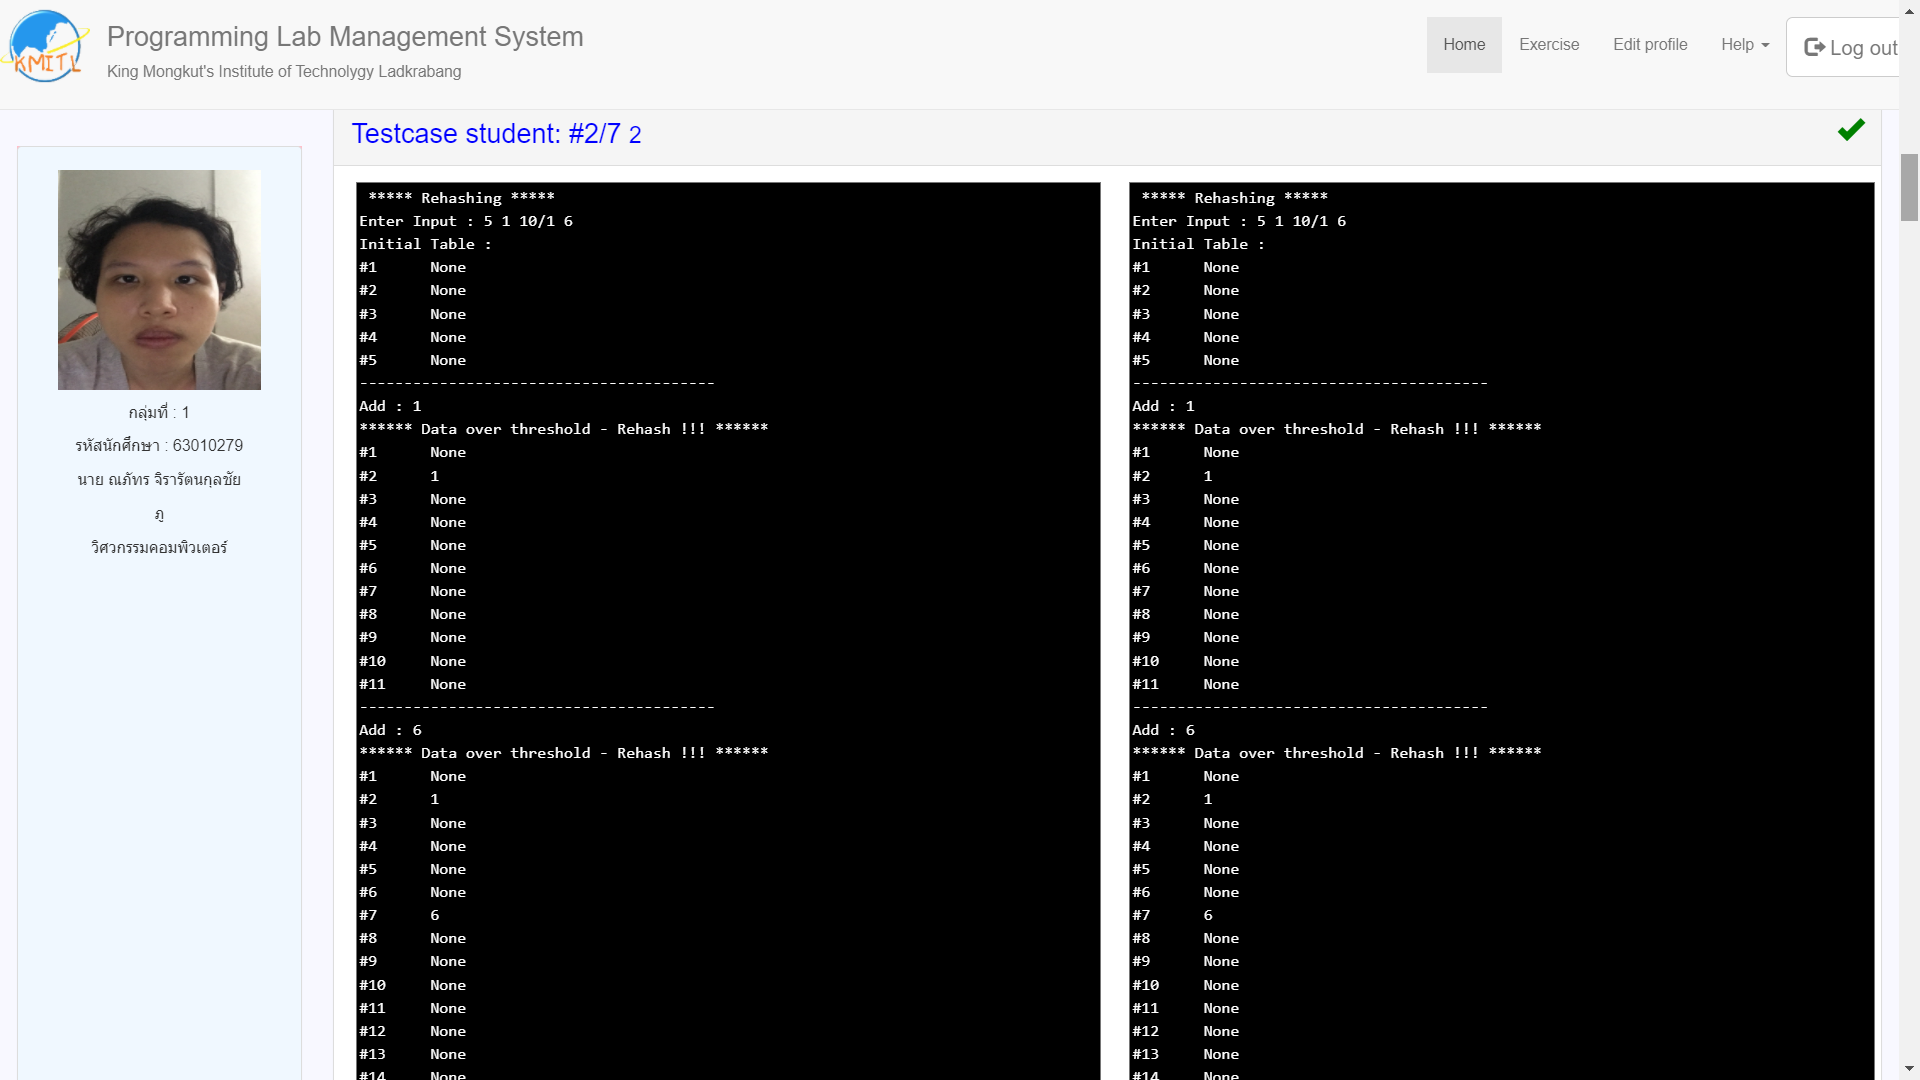 KMITL
Programming Lab Management System
King Mongkut's Institute of Technolygy Ladkrabang
Home
Exercise
Edit profile
Help
Log out
กลุ่มที่ : 1
รหัสนักศึกษา : 63010279
นาย ณภัทร จิรารัตนกุลชัย
ภู
วิศวกรรมคอมพิวเตอร์
Testcase student: #2/7 2
***** Rehashing *****
Enter Input : 5 1 10/1 6
Initial Table :
#1 None
#2 None
#3 None
#4 None
#5 None
----------------------------------------
Add : 1
****** Data over threshold - Rehash !!! ******
#1 None
#2 1
#3 None
#4 None
#5 None
#6 None
#7 None
#8 None
#9 None
#10 None
#11 None
----------------------------------------
Add : 6
****** Data over threshold - Rehash !!! ******
#1 None
#2 1
#3 None
#4 None
#5 None
#6 None
#7 6
#8 None
#9 None
#10 None
#11 None
#12 None
#13 None
#14 None
***** Rehashing *****
Enter Input : 5 1 10/1 6
Initial Table :
#1 None
#2 None
#3 None
#4 None
#5 None
----------------------------------------
Add : 1
****** Data over threshold - Rehash !!! ******
#1 None
#2 1
#3 None
#4 None
#5 None
#6 None
#7 None
#8 None
#9 None
#10 None
#11 None
----------------------------------------
Add : 6
****** Data over threshold - Rehash !!! ******
#1 None
#2 1
#3 None
#4 None
#5 None
#6 None
#7 6
#8 None
#9 None
#10 None
#11 None
#12 None
#13 None
#14 None